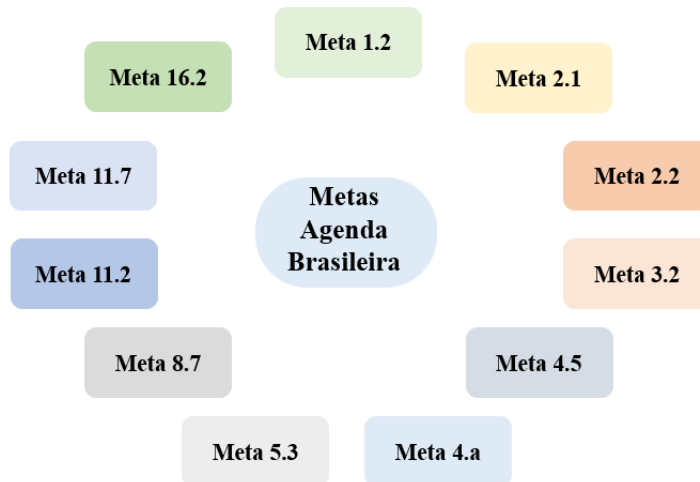 Meta 1.2
Meta 16.2
Meta 2.1
Meta 11.7
Meta 2.2
Metas
Agenda
Brasileira
Meta 11.2
Meta 3.2
Meta 8.7
Meta 4.5
Meta 5.3
Meta 4.a